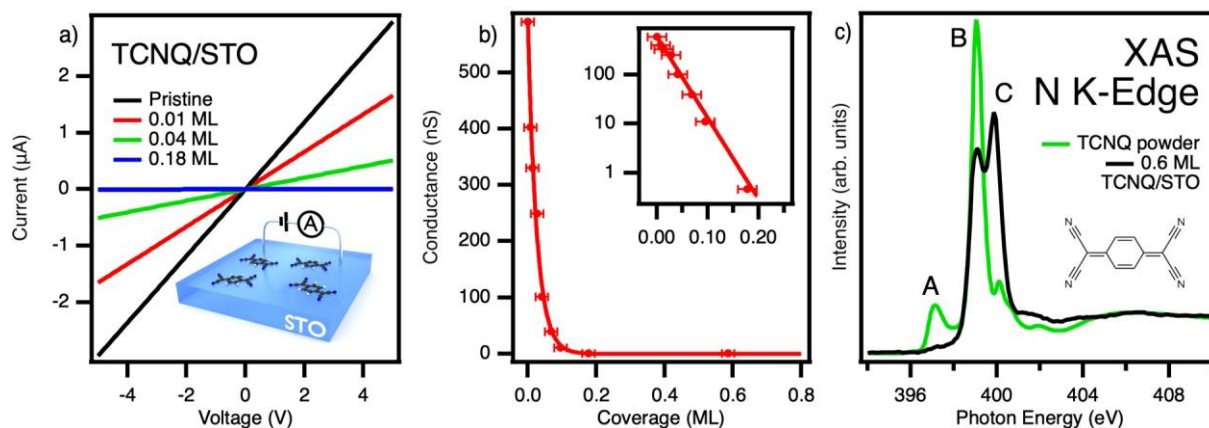 a)
TCNQ/STO
Pristine
0.01 ML
0.04 ML
0.18 ML
2
1
0
-1
-2
Current (μA)
-4
-2
0
2
4
Voltage (V)
A
STO
b)
500
400
300
200
100
0
Conductance (nS)
0.0
0.2
0.4
0.6
0.8
Coverage (ML)
100
10
1
0.00
0.10
0.20
c)
XAS
N K-Edge
TCNQ powder
0.6 ML
TCNQ/STO
A
B
C
N
N
N
N
Intensity (arb. units)
396
400
404
408
Photon Energy (eV)